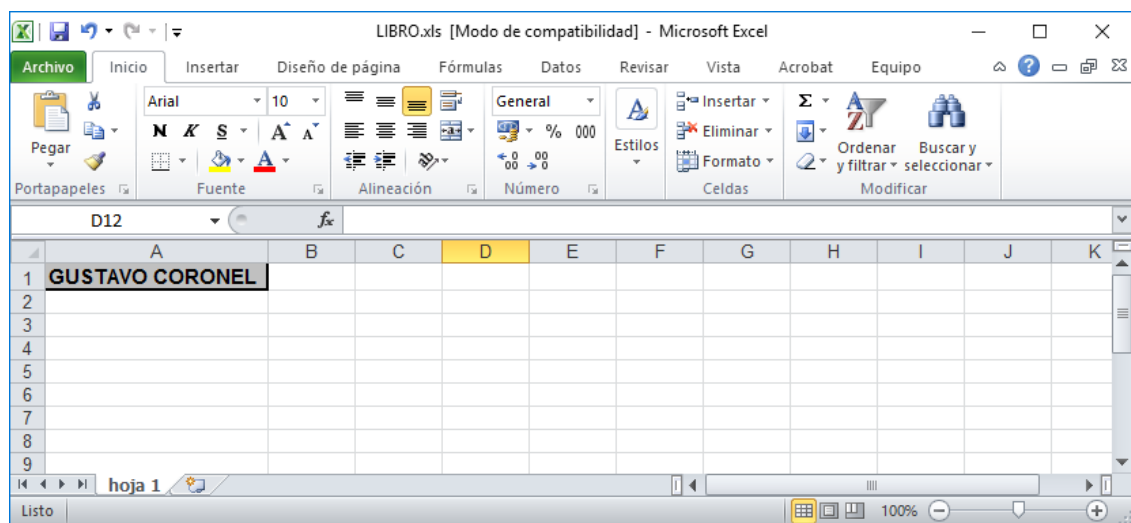 LIBRO.xls [Modo de compatibilidad] - Microsoft Excel
Archivo Inicio Insertar Diseño de página Fórmulas Datos Revisar Vista Acrobat Equipo
Pegar
Portapapeles
Arial 10
N K S A A
A
Fuente
Alineación
General
% 000
Número
Estilos
Insertar
Eliminar
Formato
Celdas
Σ
Ordenar y filtrar
Buscar y seleccionar
Modificar
D12 fx
A B C D E F G H I J K
1 GUSTAVO CORONEL
2
3
4
5
6
7
8
9
hoja 1
Listo 100%